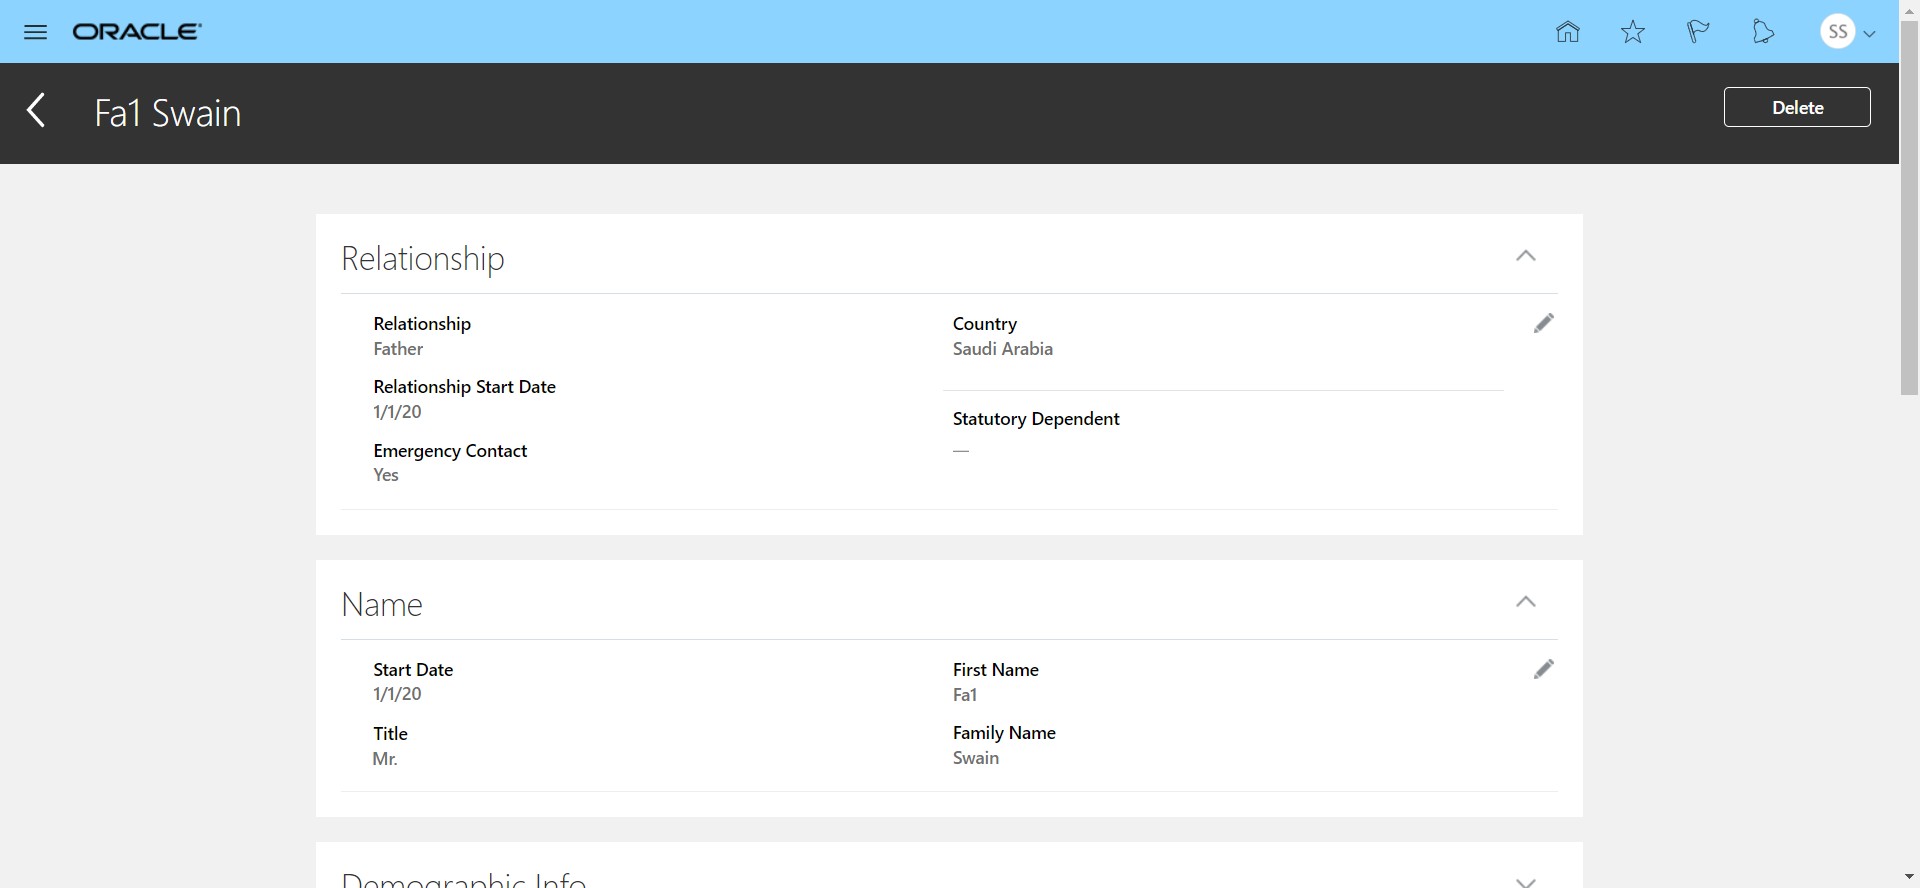 ORACLE
SS
Fa1 Swain
Delete
Relationship
Relationship
Father
Country
Saudi Arabia
Relationship Start Date
1/1/20
Statutory Dependent
—
Emergency Contact
Yes
Name
Start Date
1/1/20
First Name
Fa1
Title
Mr.
Family Name
Swain
Demographic Info